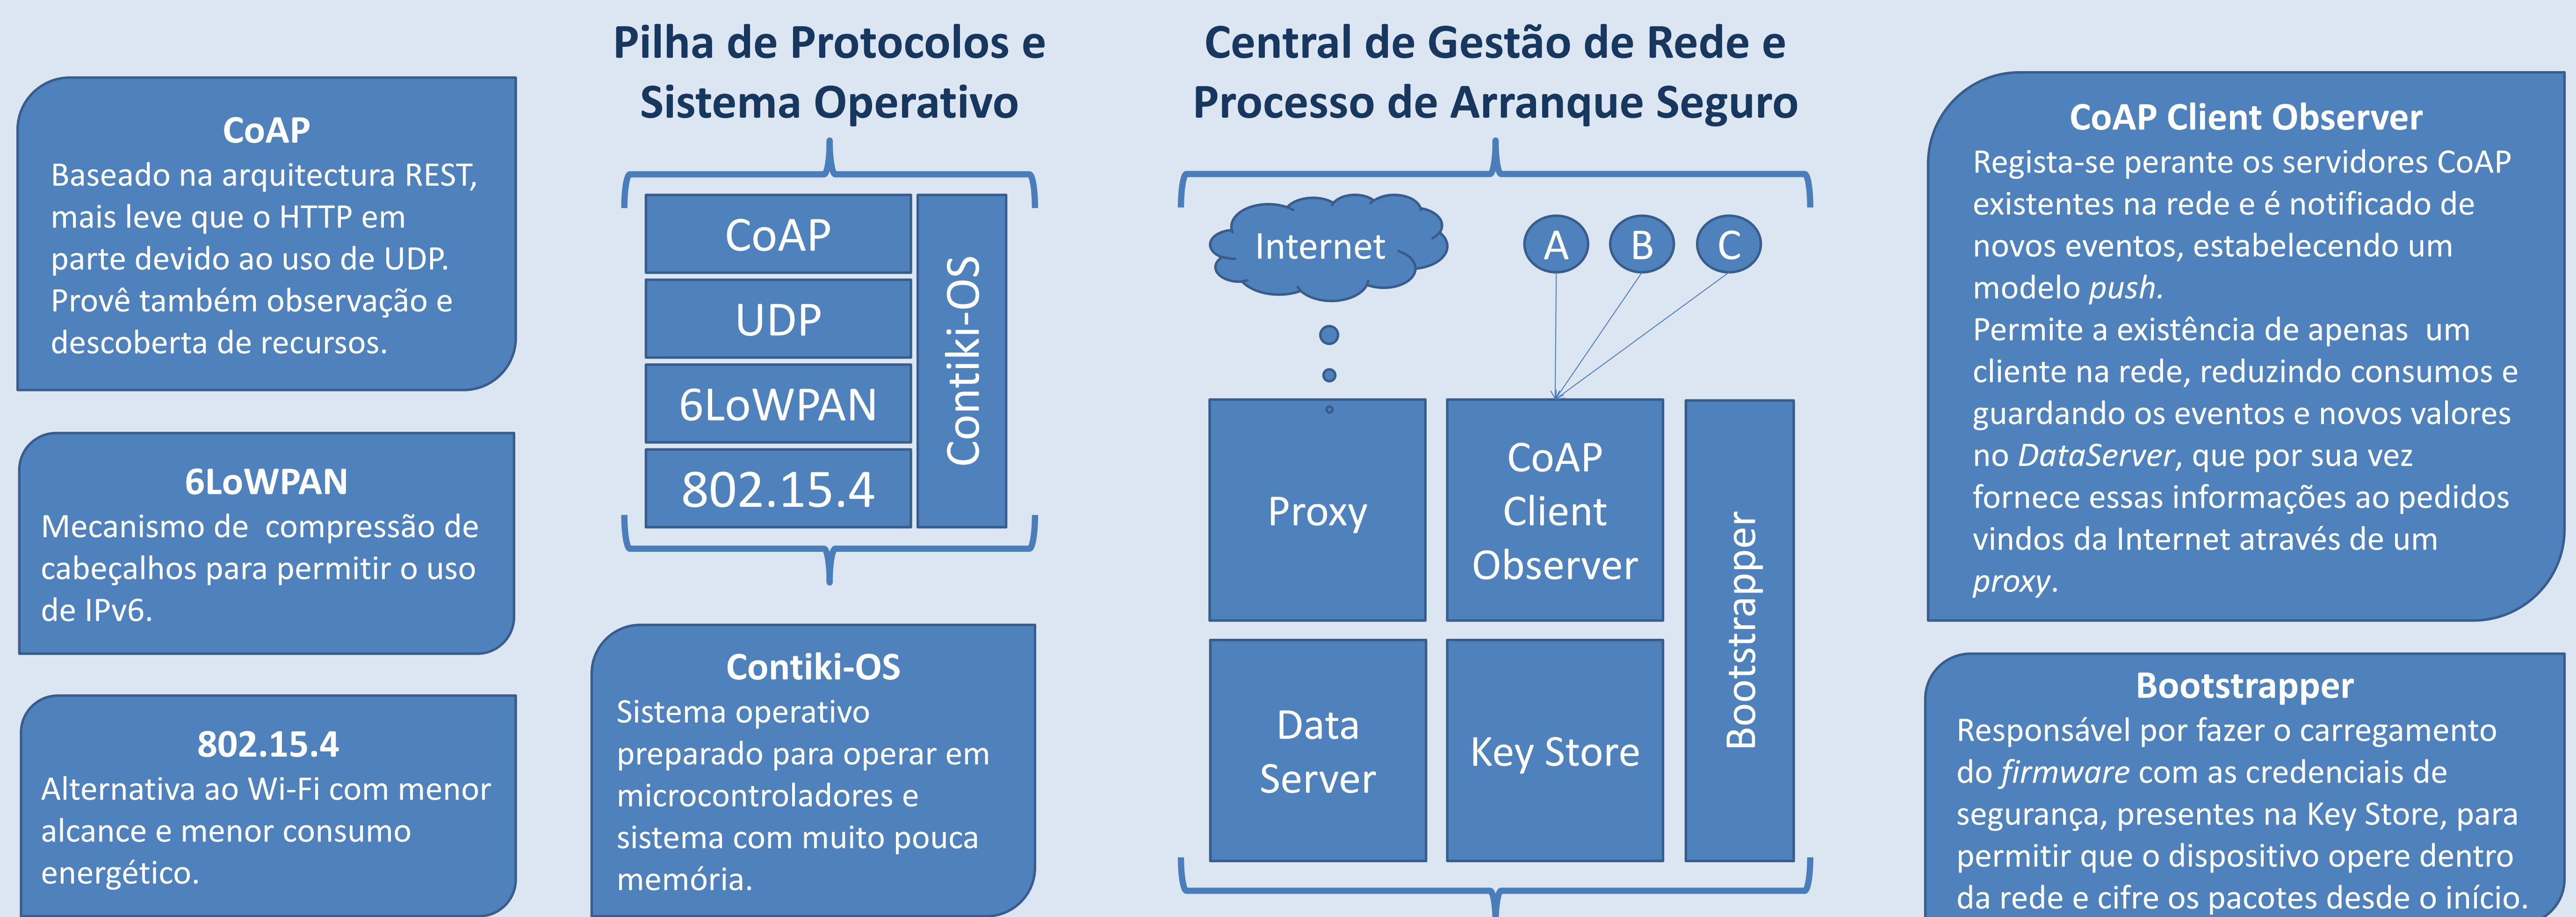 Pilha de Protocolos e
Sistema Operativo
Central de Gestão de Rede e
Processo de Arranque Seguro
CoAP
Baseado na arquitectura REST,
mais leve que o HTTP em
parte devido ao uso de UDP.
Provê também observação e
descoberta de recursos.
6LoWPAN
Mecanismo de  compressão de
cabeçalhos para permitir o uso
de IPv6.
802.15.4
Alternativa ao Wi-Fi com menor
alcance e menor consumo
energético.
CoAP
UDP
6LoWPAN
802.15.4
Contiki-OS
Contiki-OS
Sistema operativo
preparado para operar em
microcontroladores e
sistema com muito pouca
memória.
Internet
A
B
C
Proxy
CoAP
Client
Observer
Data
Server
Key Store
Bootstrapper
CoAP Client Observer
Regista-se perante os servidores CoAP
existentes na rede e é notificado de
novos eventos, estabelecendo um
modelo push.
Permite a existência de apenas  um
cliente na rede, reduzindo consumos e
guardando os eventos e novos valores
no DataServer, que por sua vez
fornece essas informações ao pedidos
vindos da Internet através de um
proxy.
Bootstrapper
Responsável por fazer o carregamento
do firmware com as credenciais de
segurança, presentes na Key Store, para
permitir que o dispositivo opere dentro
da rede e cifre os pacotes desde o início.